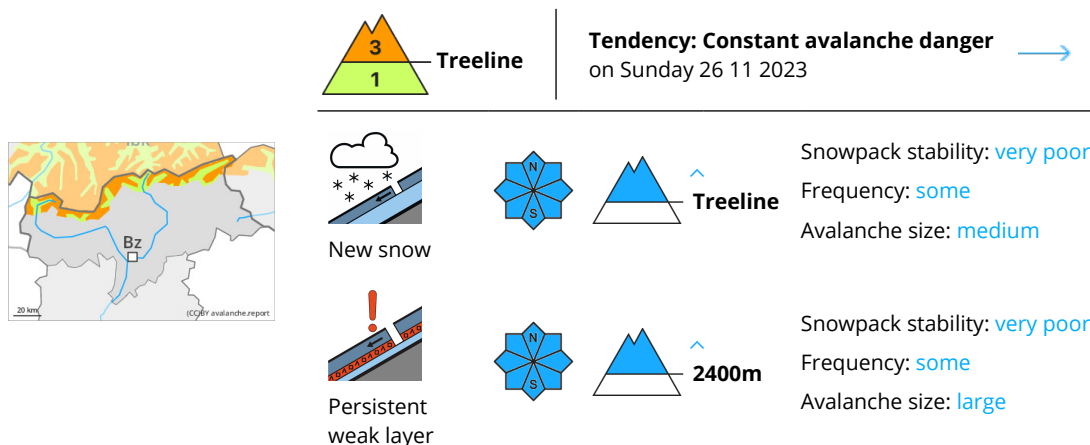 3
1
Treeline
Tendency: Constant avalanche danger
on Sunday 26 11 2023
Bz
20 km
(CC)BY avalanche.report
N
S
New snow
Treeline
Snowpack stability: very poor
Frequency: some
Avalanche size: medium
N
S
Persistent
weak layer
2400m
Snowpack stability: very poor
Frequency: some
Avalanche size: large